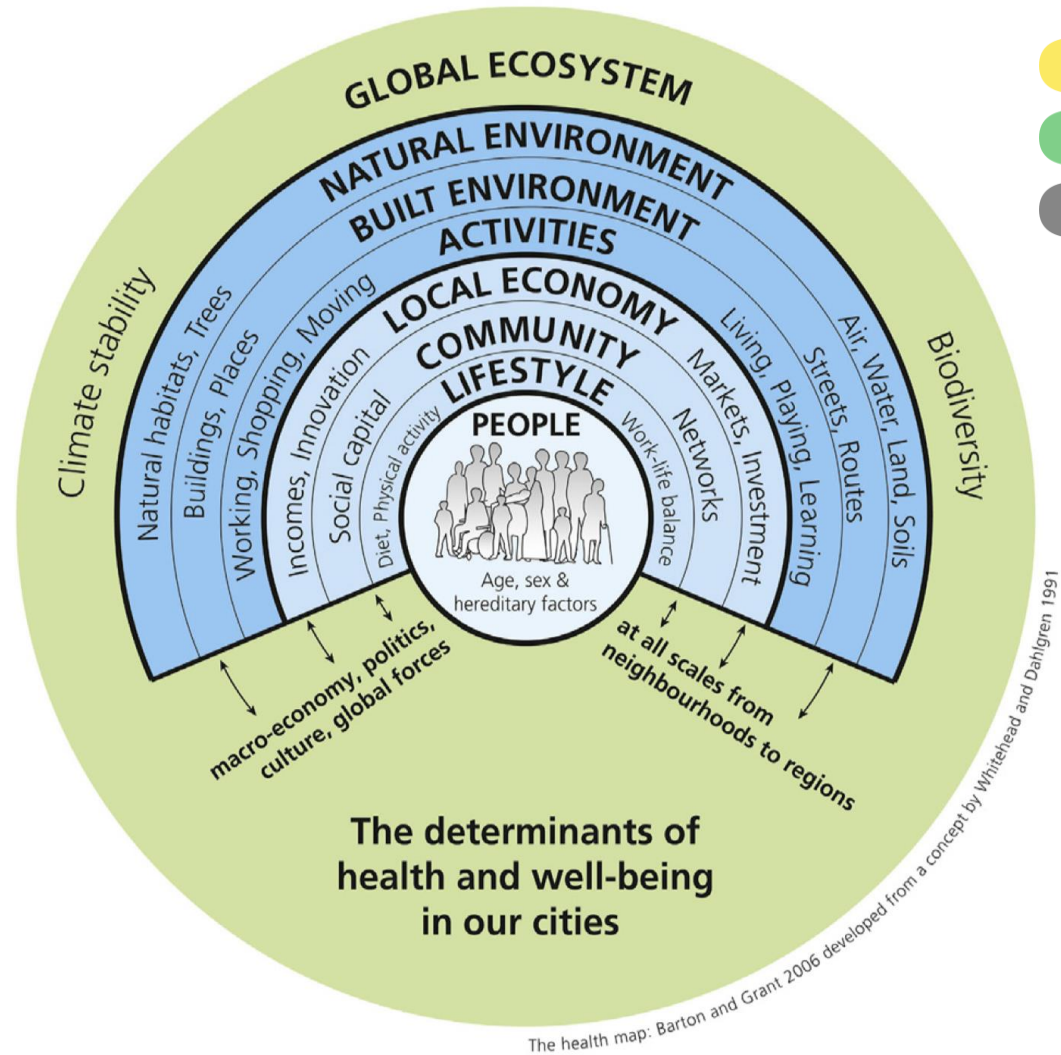 GLOBAL ECOSYSTEM
NATURAL ENVIRONMENT
BUILT ENVIRONMENT
ACTIVITIES
LOCAL ECONOMY
COMMUNITY
LIFESTYLE
PEOPLE
Age, sex &
hereditary factors
Climate stability
Natural habitats, Trees
Buildings, Places
Working, Shopping, Moving
Incomes, Innovation
Social capital
Diet, Physical activity
Work-life balance
Networks
Markets, Investment
Living, Playing, Learning
Streets, Routes
Air, Water, Land, Soils
Biodiversity
macro-economy, politics,
culture, global forces
at all scales from
neighbourhoods to regions
The determinants of
health and well-being
in our cities
The health map: Barton and Grant 2006 developed from a concept by Whitehead and Dahlgren 1991